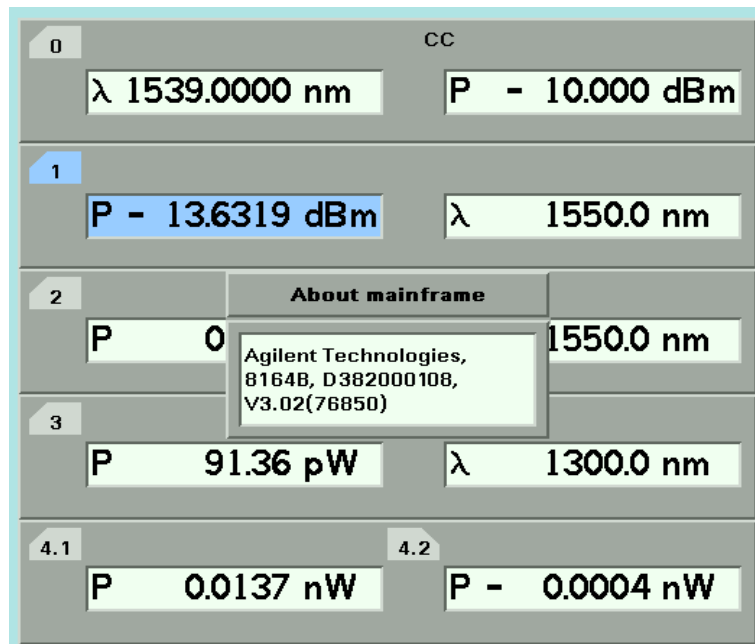 0
CC
λ 1539.0000 nm
P - 10.000 dBm
1
P - 13.6319 dBm
λ 1550.0 nm
2
About mainframe
P 0
1550.0 nm
Agilent Technologies,
8164B, D382000108,
V3.02(76850)
3
P 91.36 pW
λ 1300.0 nm
4.1
4.2
P 0.0137 nW
P - 0.0004 nW